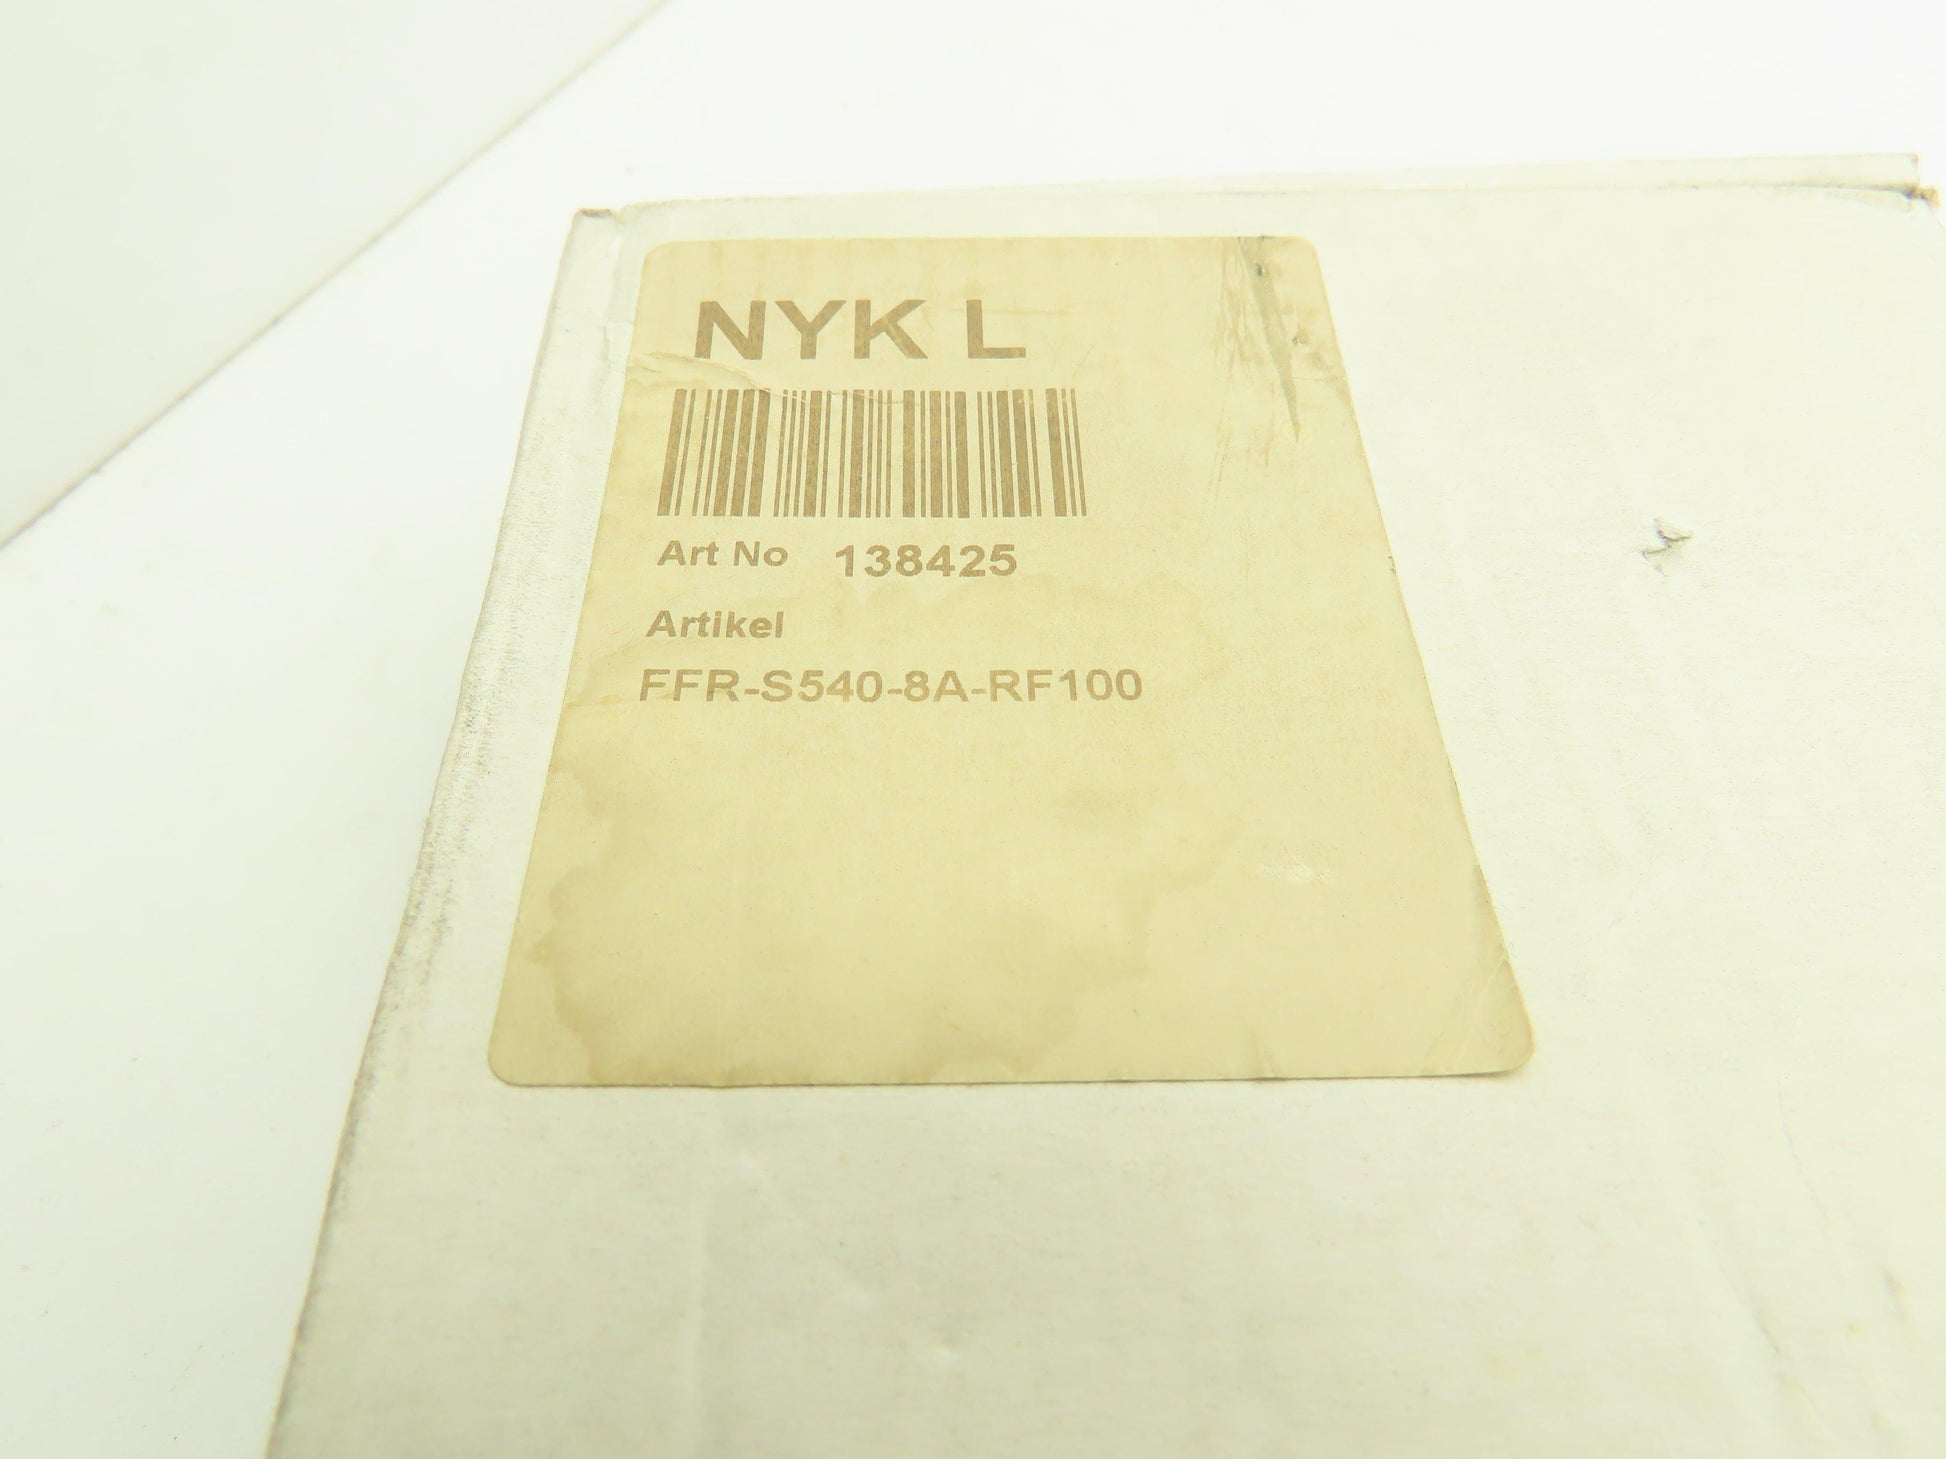 NYK L
Art No 138425
Artikel
FFR-S540-8A-RF100